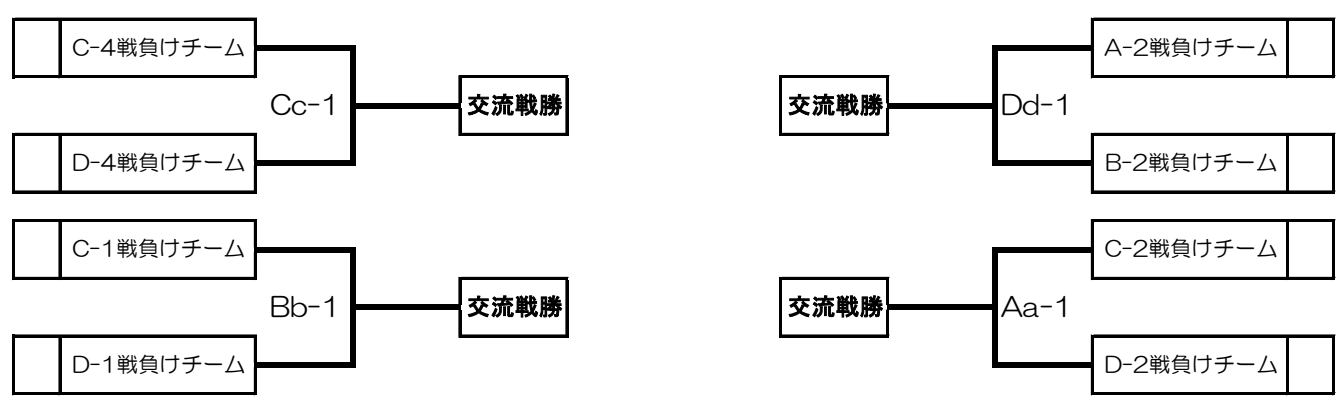 C-4戦負けチーム
Cc-1
交流戦勝
D-4戦負けチーム
C-1戦負けチーム
Bb-1
交流戦勝
D-1戦負けチーム
A-2戦負けチーム
交流戦勝
Dd-1
B-2戦負けチーム
C-2戦負けチーム
交流戦勝
Aa-1
D-2戦負けチーム